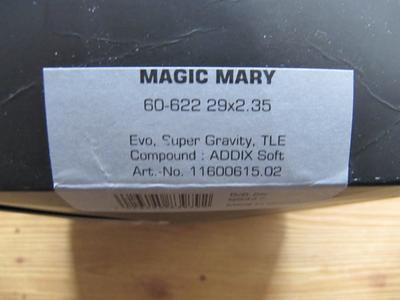 MAGIC MARY
60-622 29x2.35
Evo, Super Gravity, TLE
Compound : ADDIX Soft
Art.-No. 11600615.02